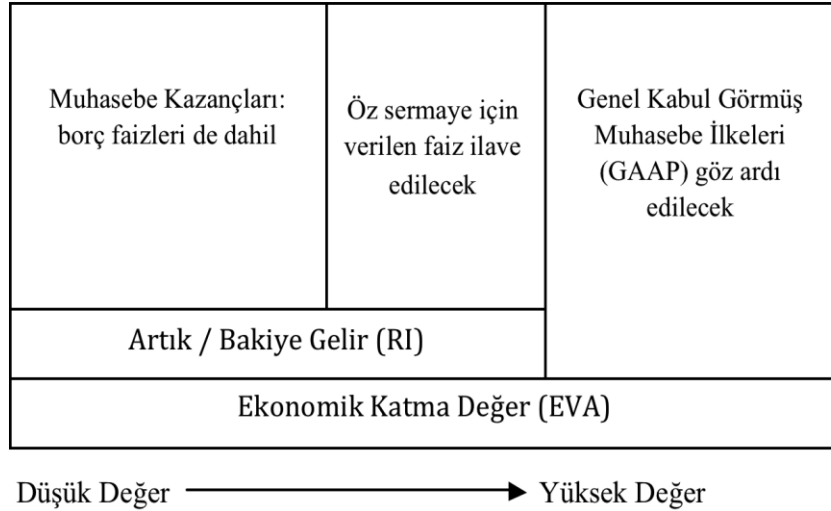 Muhasebe Kazançları:
borç faizleri de dahil
Öz sermaye için
verilen faiz ilave
edilecek
Genel Kabul Görmüş
Muhasebe İlkeleri
(GAAP) göz ardı
edilecek
Artık / Bakiye Gelir (RI)
Ekonomik Katma Değer (EVA)
Düşük Değer
Yüksek Değer